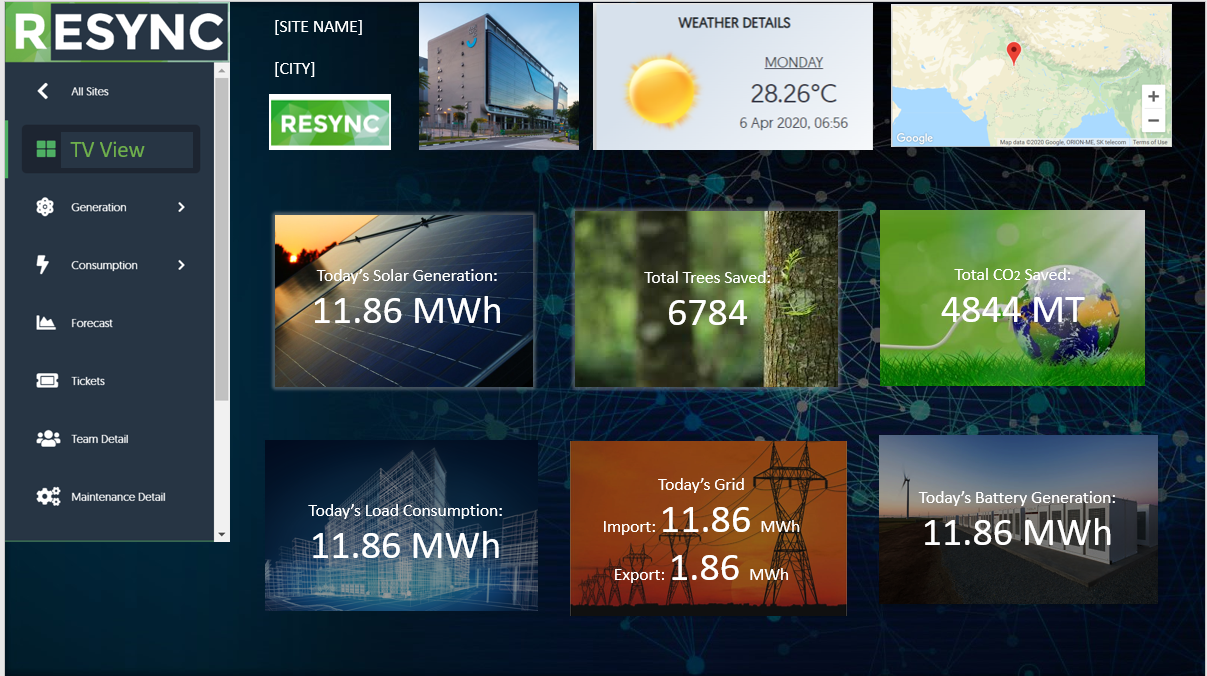 RESYNC
All Sites
TV View
Generation
Consumption
Forecast
Tickets
Team Detail
Maintenance Detail
[SITE NAME]
[CITY]
RESYNC
WEATHER DETAILS
MONDAY
28.26°C
6 Apr 2020, 06:56
+
−
Google
Map data ©2020 Google, ORION-ME, SK telecom Terms of Use
Today’s Solar Generation:
11.86 MWh
Total Trees Saved:
6784
Total CO2 Saved:
4844 MT
Today’s Load Consumption:
11.86 MWh
Today’s Grid
Import: 11.86 MWh
Export: 1.86 MWh
Today’s Battery Generation:
11.86 MWh